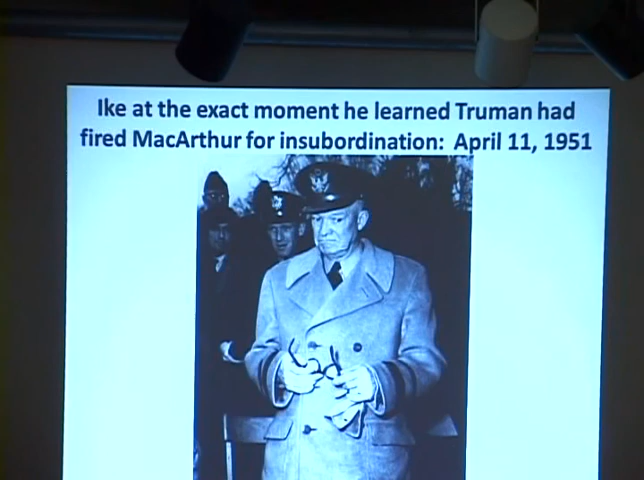 Ike at the exact moment he learned Truman had
fired MacArthur for insubordination: April 11, 1951